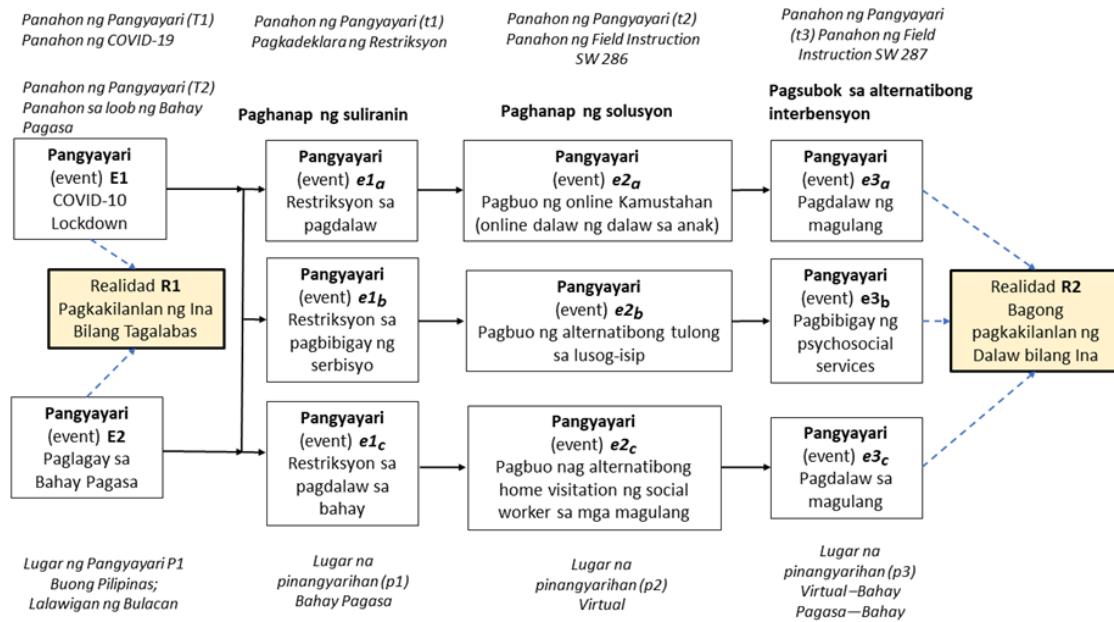 Panahon ng Pangyayari (T1)
Panahon ng COVID-19
Panahon ng Pangyayari (t1)
Pagkadeklara ng Restriksyon
Panahon ng Pangyayari (t2)
Panahon ng Field Instruction
SW 286
Panahon ng Pangyayari
(t3) Panahon ng Field
Instruction SW 287
Panahon ng Pangyayari (T2)
Panahon sa loob ng Bahay
Pagasa
Paghanap ng suliranin
Paghanap ng solusyon
Pagsubok sa alternatibong
interbensyon
Pangyayari
(event) E1
COVID-10
Lockdown
Pangyayari
(event) e1a
Restriksyon sa
pagdalaw
Pangyayari
(event) e2a
Pagbuo ng online Kamustahan
(online dalaw ng dalaw sa anak)
Pangyayari
(event) e3a
Pagdalaw ng
magulang
Realidad R1
Pagkakilanlan ng Ina
Bilang Tagalabas
Pangyayari
(event) e1b
Restriksyon sa
pagbibigay ng
serbisyo
Pangyayari
(event) e2b
Pagbuo ng alternatibong tulong
sa lusog-isip
Pangyayari
(event) e3b
Pagbibigay ng
psychosocial
services
Realidad R2
Bagong
pagkakilanlan ng
Dalaw bilang Ina
Pangyayari
(event) E2
Paglagay sa
Bahay Pagasa
Pangyayari
(event) e1c
Restriksyon sa
pagdalaw sa
bahay
Pangyayari
(event) e2c
Pagbuo nag alternatibong
home visitation ng social
worker sa mga magulang
Pangyayari
(event) e3c
Pagdalaw sa
magulang
Lugar ng Pangyayari P1
Buong Pilipinas;
Lalawigan ng Bulacan
Lugar na
pinangyarihan (p1)
Bahay Pagasa
Lugar na
pinangyarihan (p2)
Virtual
Lugar na
pinangyarihan (p3)
Virtual –Bahay
Pagasa—Bahay